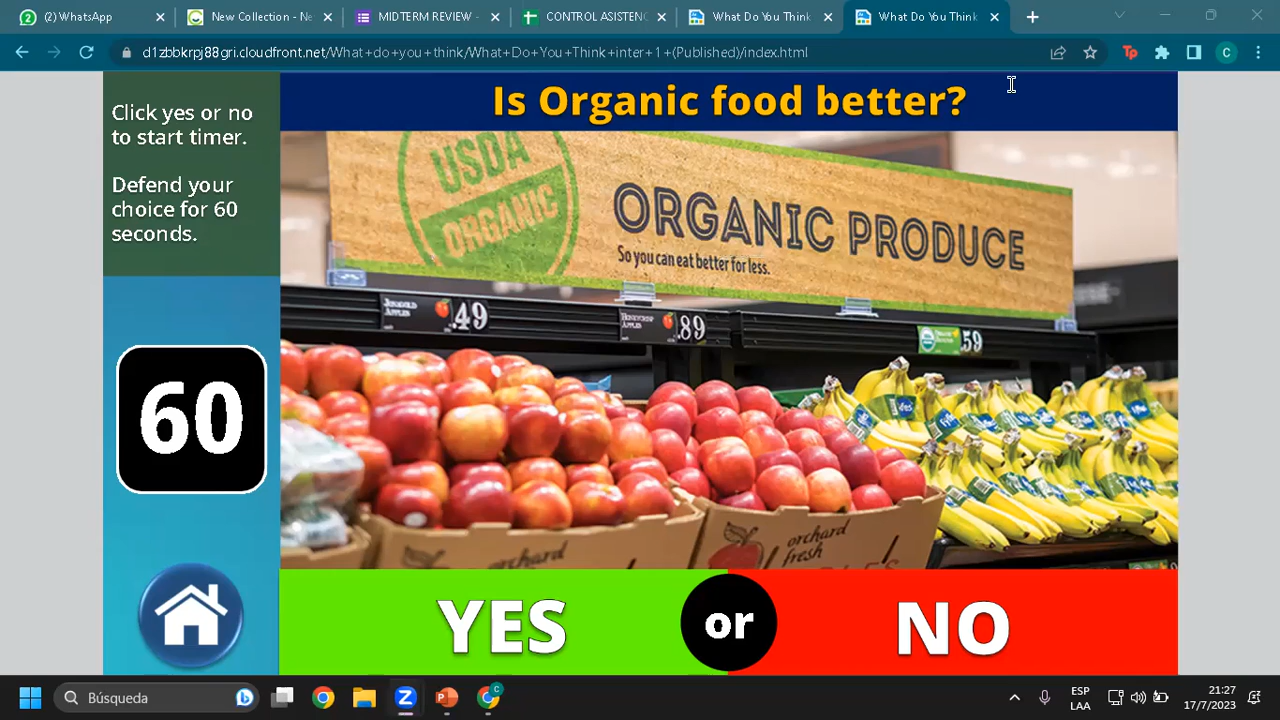 (2) WhatsApp
New Collection - Ne
MIDTERM REVIEW -
CONTROL ASISTENC
What Do You Think
What Do You Think
d1zbbkrpj88gri.cloudfront.net/What+do+you+think/What+Do+You+Think+inter+1+(Published)/index.html
C
Click yes or no
to start timer.
Defend your
choice for 60
seconds.
60
Is Organic food better?
USDA
ORGANIC
ORGANIC PRODUCE
So you can eat better for less.
.49
.89
.59
orchard
fresh
orchard
YES
or
NO
Búsqueda
ESP
LAA
21:27
17/7/2023